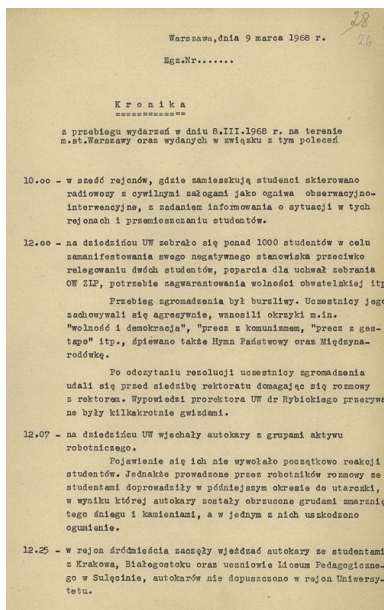 28
26
Warszawa,dnia 9 marca 1968 r.
Egz.Nr.......
K r o n i k a
============
z przebiegu wydarzeń w dniu 8.III.1968 r. na terenie
m.st.Warszawy oraz wydanych w związku z tym poleceń
10.oo - w sześć rejonów, gdzie zamieszkują studenci skierowano
radiowozy z cywilnymi załogami jako ogniwa obserwacyjno-
interwencyjne, z zadaniem informowania o sytuacji w tych
rejonach i przemieszczaniu studentów.
12.oo - na dziedzińcu UW zebrało się ponad 1000 studentów w celu
zamanifestowania swego negatywnego stanowiska przeciwko
relegowaniu dwóch studentów, poparcia dla uchwał zebrania
OW ZLP, potrzebie zagwarantowania wolności obywatelskiej itp
Przebieg zgromadzenia był burzliwy. Uczestnicy jego
zachowywali się agresywnie, wznosili okrzyki m.in.
"wolność i demokracja", "precz z komunizmem, "precz z ges-
tapo" itp., śpiewano także Hymn Państwowy oraz Międzyna-
rodówkę.
Po odczytaniu rezolucji uczestnicy zgromadzenia
udali się przed siedzibę rektoratu domagając się rozmowy
z rektorem. Wypowiedzi prorektora UW dr Rybickiego przerywa
ne były kilkakrotnie gwizdami.
12.07 - na dziedzińcu UW wjechały autokary z grupami aktywu
robotniczego.
Pojawienie się ich nie wywołało początkowo reakcji
studentów. Jednakże prowadzone przez robotników rozmowy ze
studentami doprowadziły w późniejszym okresie do utarczki,
w wyniku której autokary zostały obrzucone grudami zmarznię
tego śniegu i kamieniami, a w jednym z nich uszkodzono
ogumienie.
12.25 - w rejon śródmieścia zaczęły wjeżdżać autokary ze studentami
z Krakowa, Białegostoku oraz uczniowie Liceum Pedagogiczne-
go w Sulęcinie, autokarów nie dopuszczono w rejon Uniwersy-
tetu.